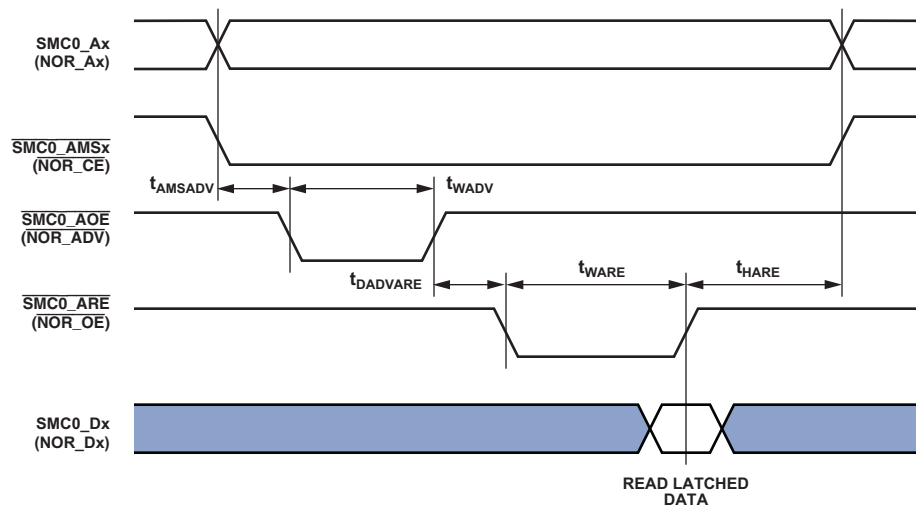 SMC0_Ax
(NOR_Ax)
SMC0_AMSx
(NOR_CE)
tAMSADV
tWADV
SMC0_AOE
(NOR_ADV)
tDADVARE
tWARE
tHARE
SMC0_ARE
(NOR_OE)
SMC0_Dx
(NOR_Dx)
READ LATCHED
DATA